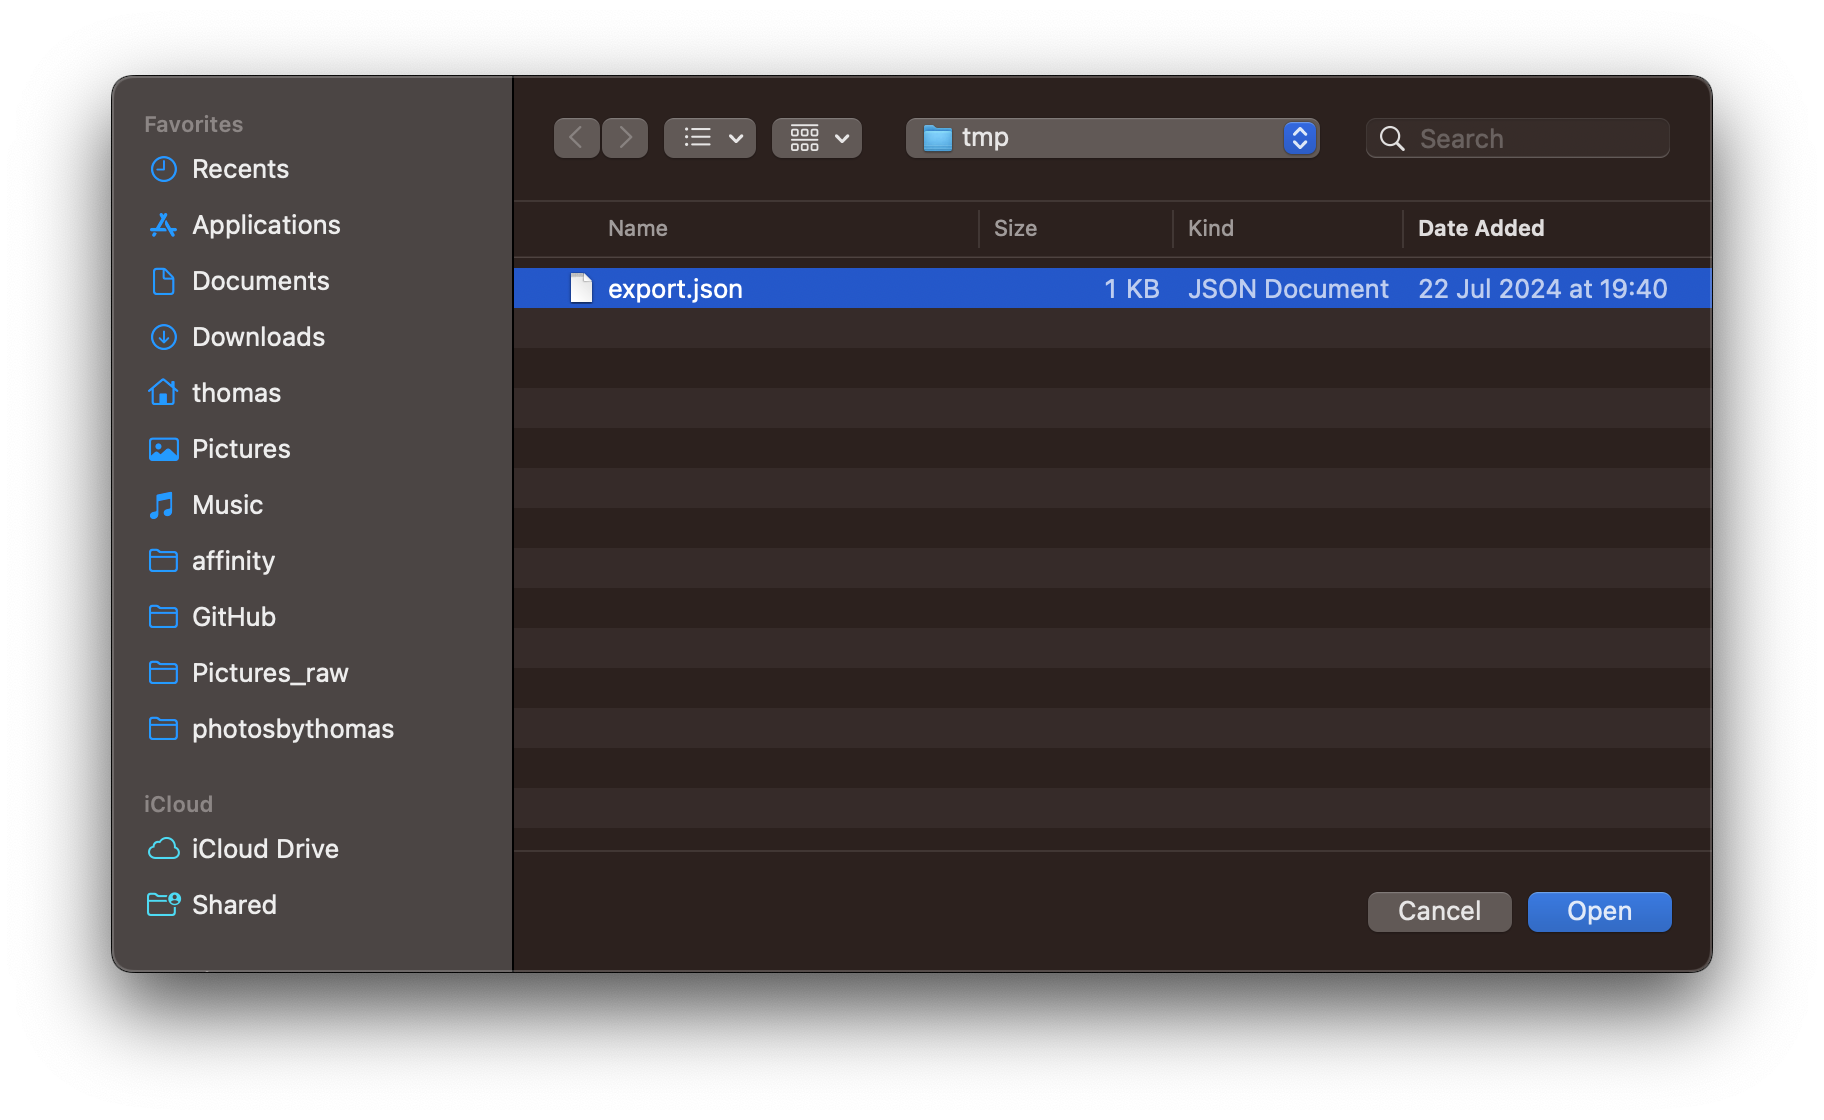 Favorites
Recents
Applications
Documents
Downloads
thomas
Pictures
Music
affinity
GitHub
Pictures_raw
photosbythomas
iCloud
iCloud Drive
Shared
tmp
Search
Name Size Kind Date Added
export.json 1 KB JSON Document 22 Jul 2024 at 19:40
Cancel Open